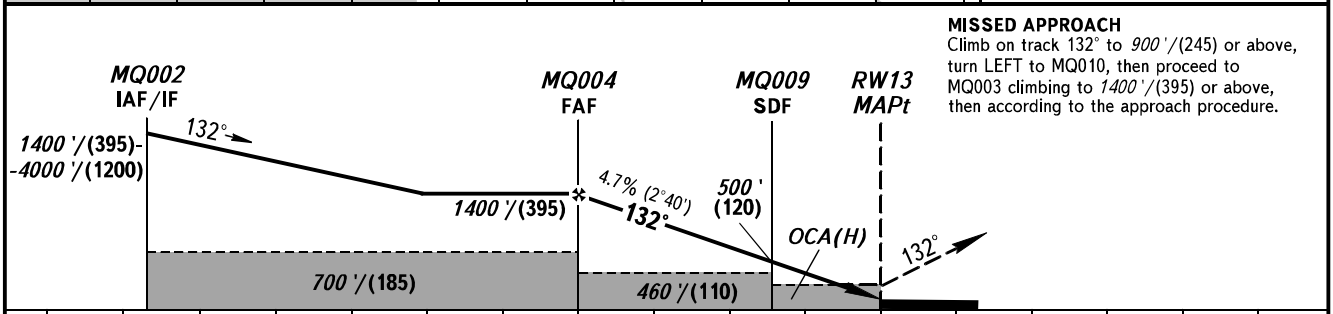 MISSED APPROACH
Climb on track 132° to 900'/(245) or above,
turn LEFT to MQ010, then proceed to
MQ003 climbing to 1400'/(395) or above,
then according to the approach procedure.
MQ002
IAF/IF
MQ004
FAF
MQ009
SDF
RW13
MAPt
132°
1400'/(395)-
-4000'/(1200)
1400'/(395)
4.7% (2°40')
132°
500'
(120)
OCA(H)
132°
700'/(185)
460'/(110)